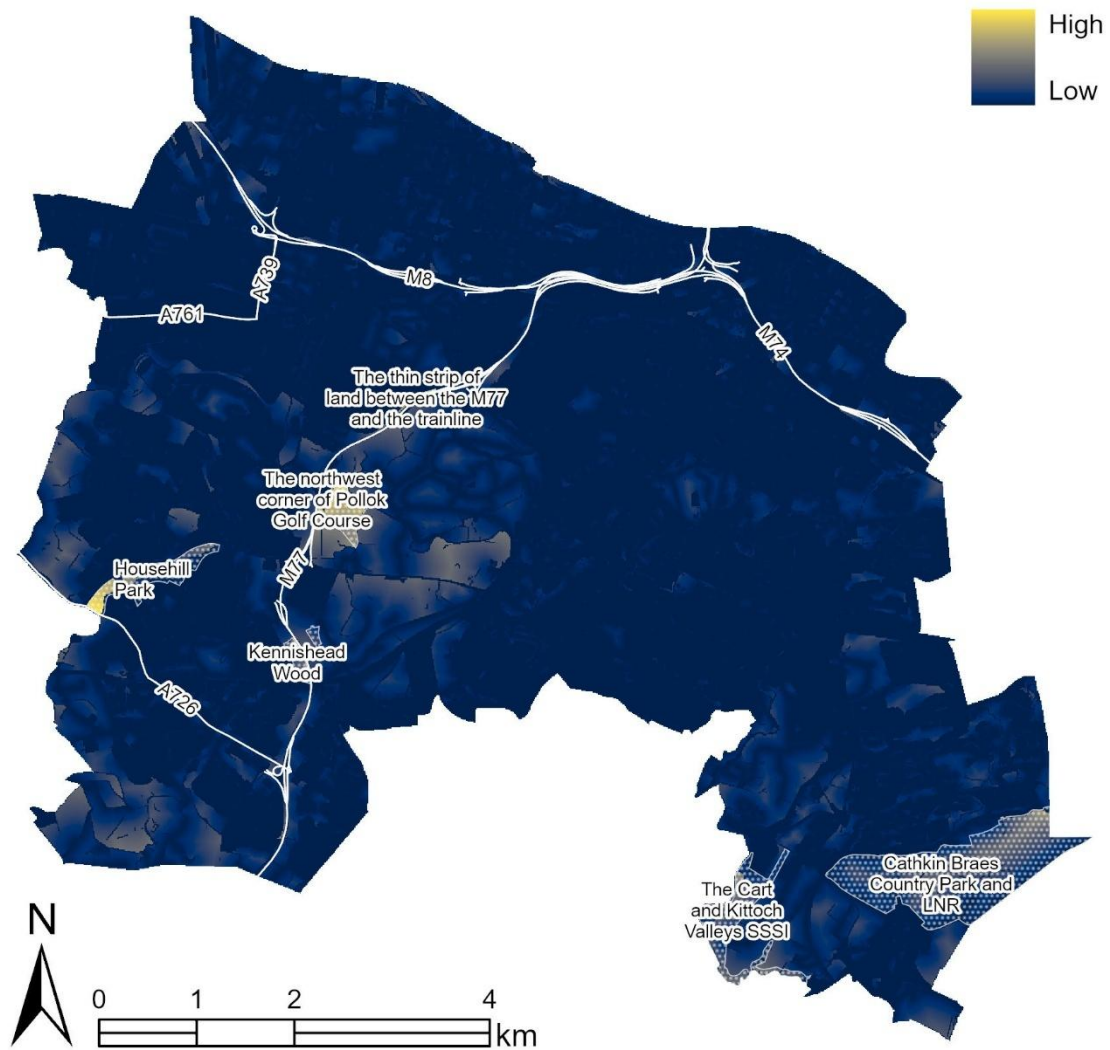 High
Low
A739
M8
A761
M74
The thin strip of
land between the M77
and the trainline
The northwest
corner of Pollok
Golf Course
M77
Househill
Park
Kennishead
Wood
A726
Cathkin Braes
Country Park and
LNR
The Cart
and Kittoch
Valleys SSSI
N
0 1 2 4
km